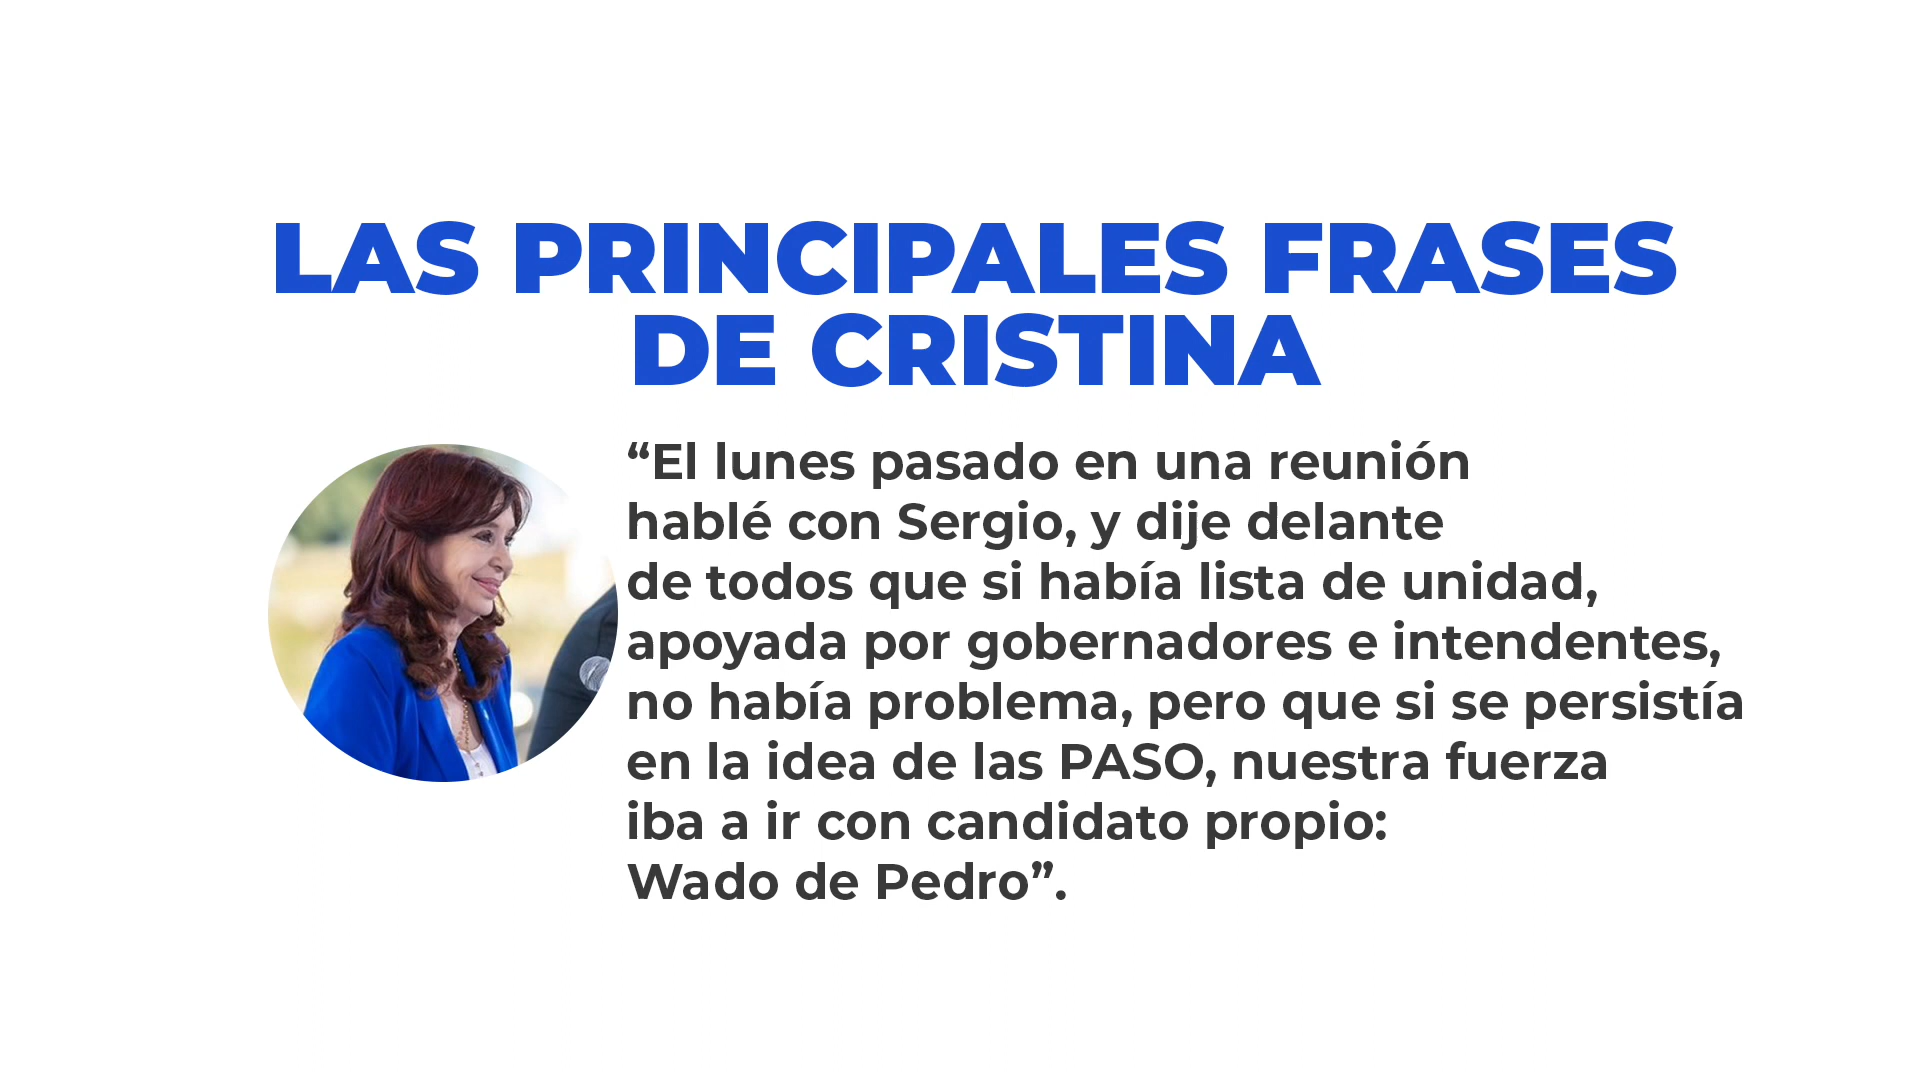 LAS PRINCIPALES FRASES
DE CRISTINA
“El lunes pasado en una reunión
hablé con Sergio, y dije delante
de todos que si había lista de unidad,
apoyada por gobernadores e intendentes,
no había problema, pero que si se persistía
en la idea de las PASO, nuestra fuerza
iba a ir con candidato propio:
Wado de Pedro”.